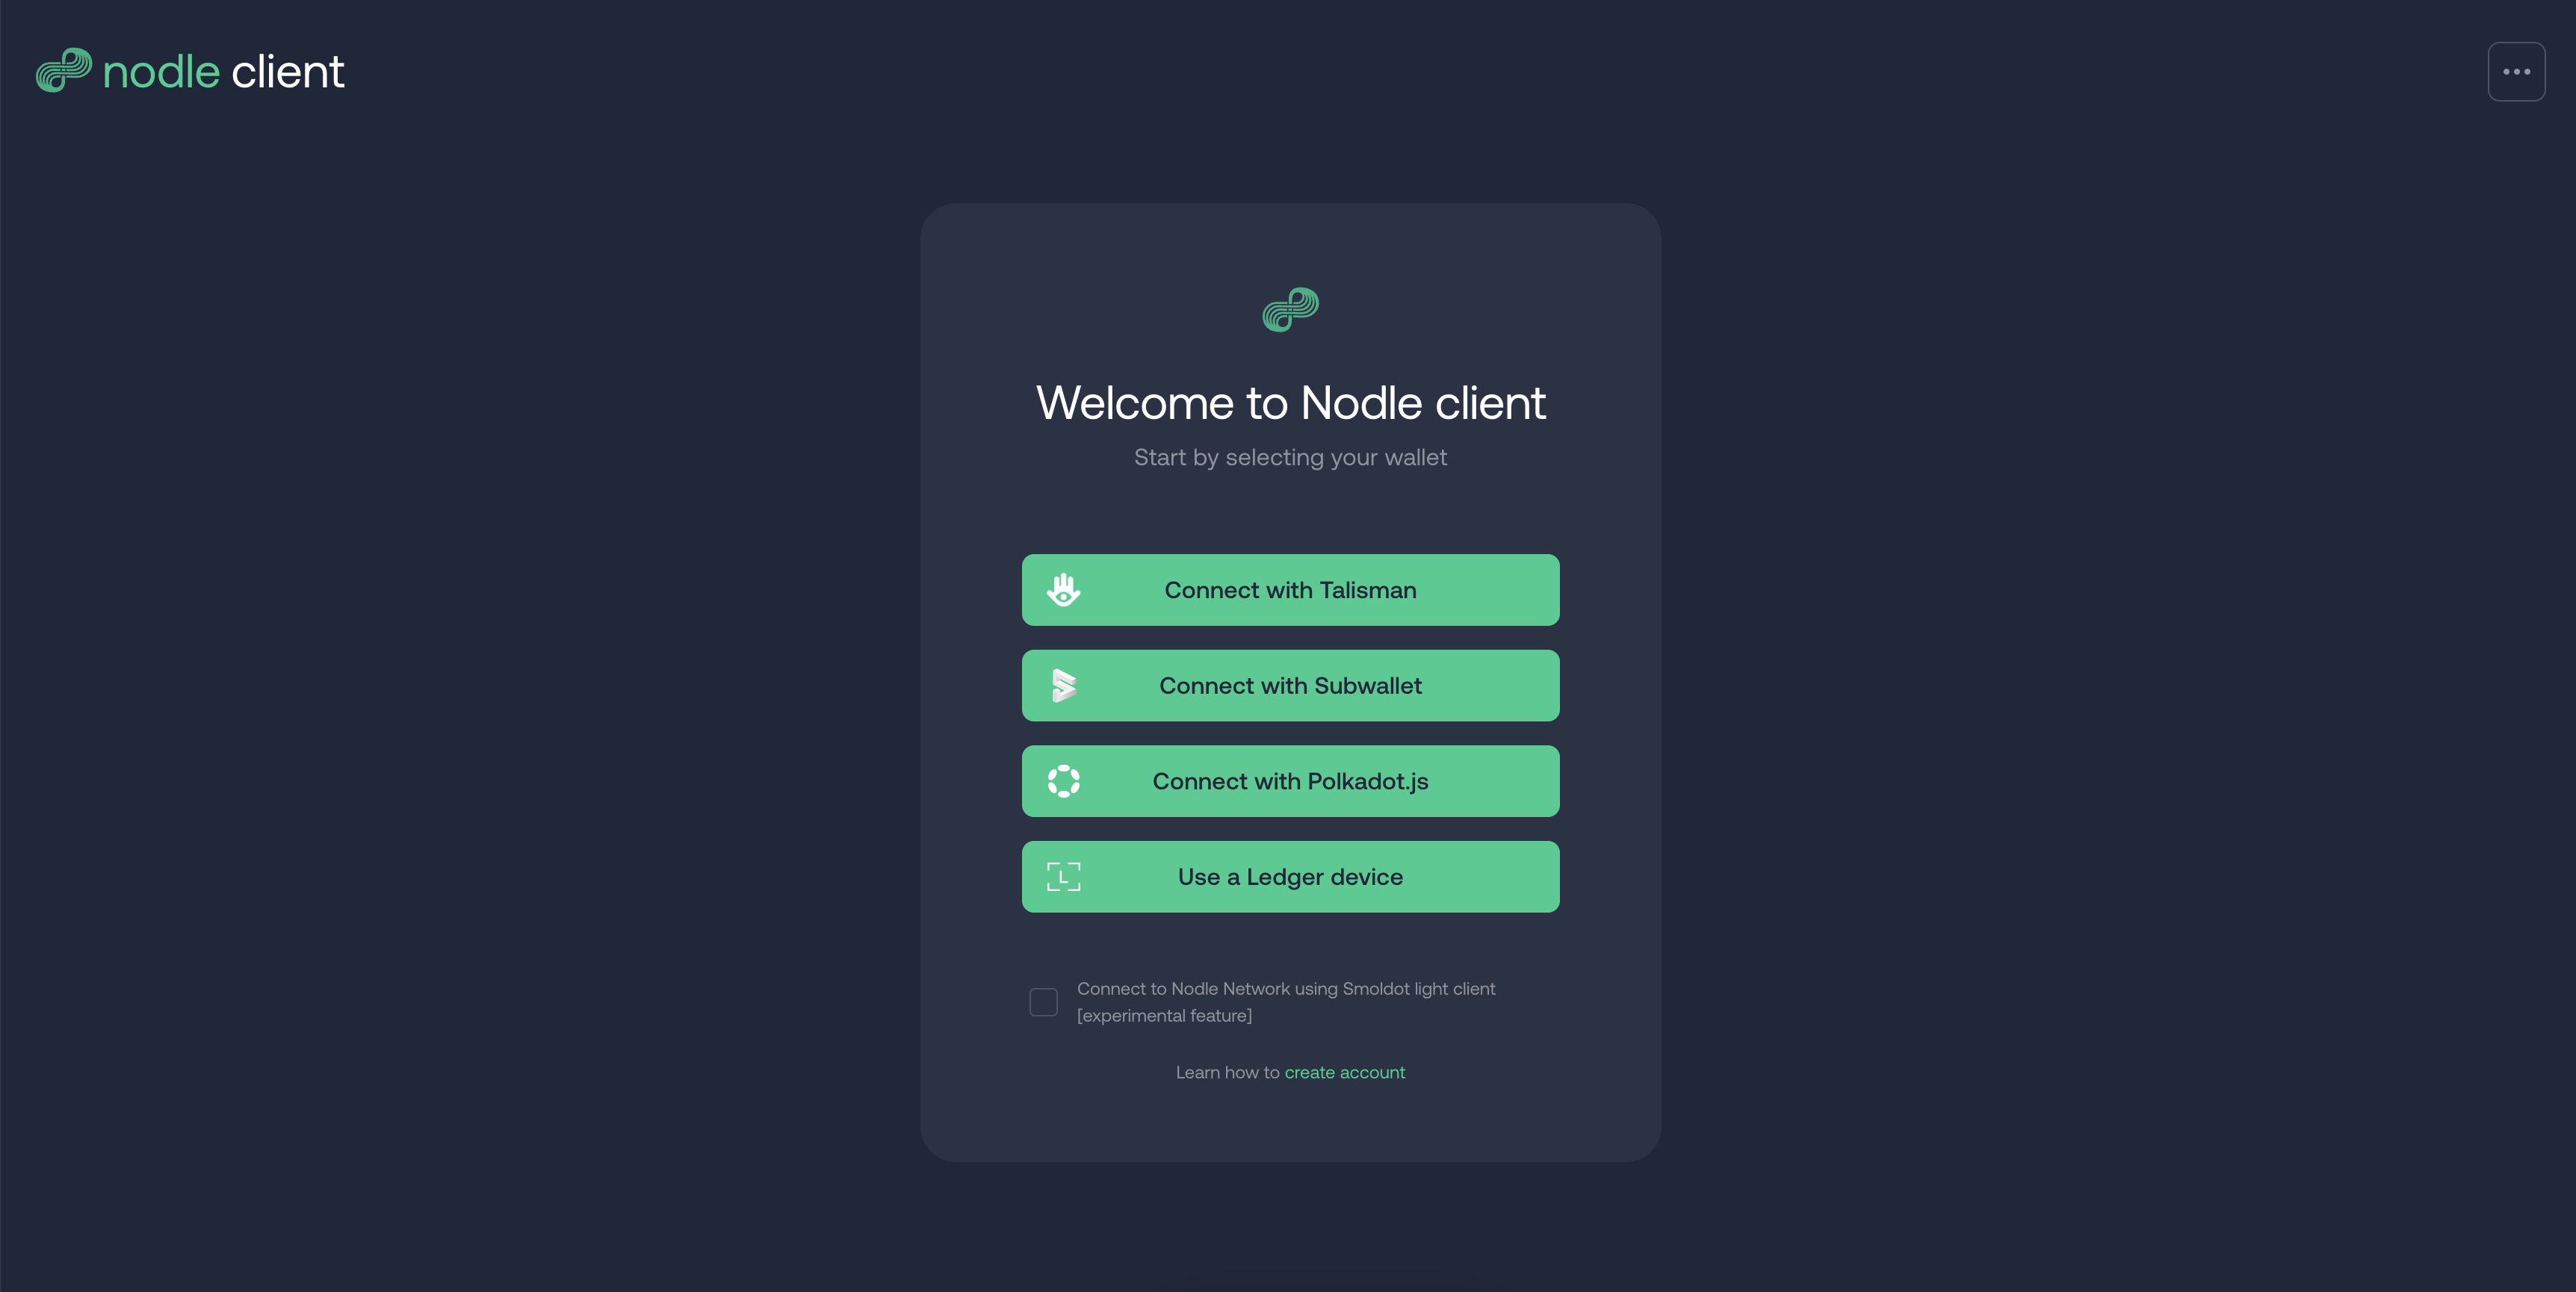 nodle client
Welcome to Nodle client
Start by selecting your wallet
Connect with Talisman
Connect with Subwallet
Connect with Polkadot.js
L
Use a Ledger device
Connect to Nodle Network using Smoldot light client
[experimental feature]
Learn how to create account